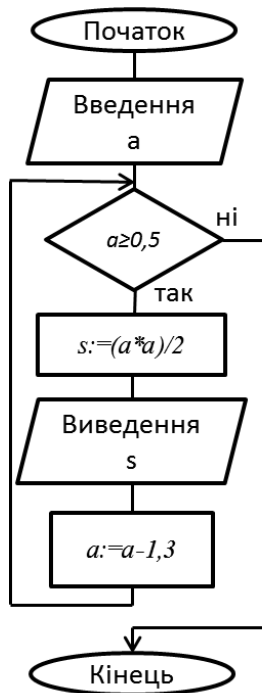 Початок
Введення
a
a≥0,5
ні
так
s:=(a*a)/2
Виведення
s
a:=a-1,3
Кінець